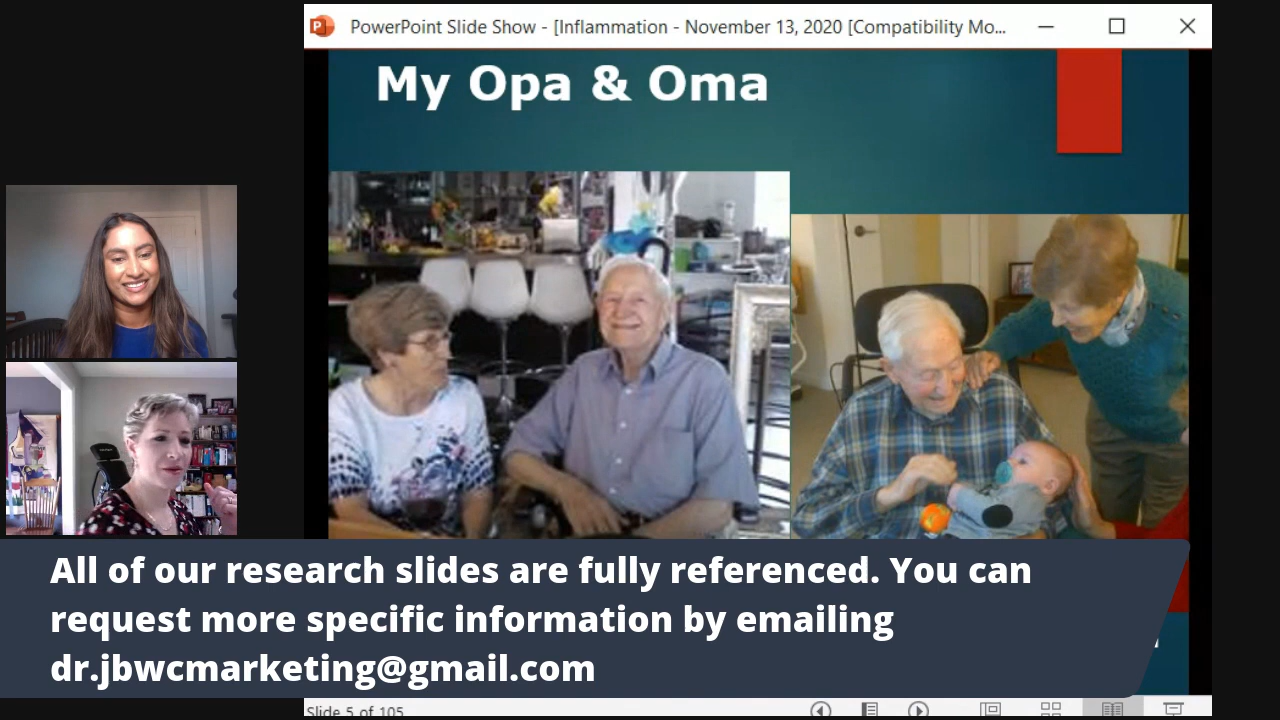 PowerPoint Slide Show - [Inflammation - November 13, 2020 [Compatibility Mo...
My Opa & Oma
All of our research slides are fully referenced. You can
request more specific information by emailing
dr.jbwcmarketing@gmail.com
Slide 5 of 105